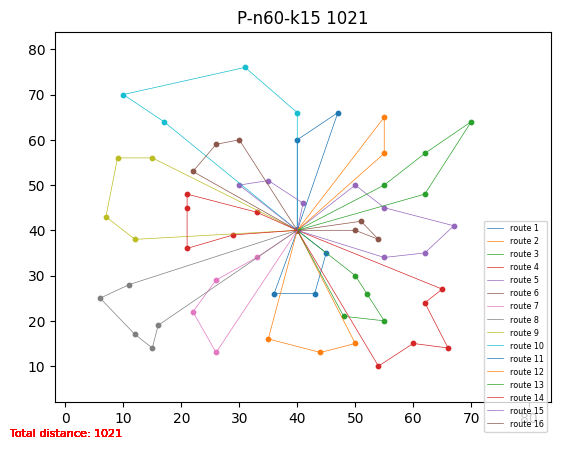 P-n60-k15 1021
80
70
60
50
40
30
20
10
0 10 20 30 40 50 60 70 80
route 1
route 2
route 3
route 4
route 5
route 6
route 7
route 8
route 9
route 10
route 11
route 12
route 13
route 14
route 15
route 16
Total distance: 1021